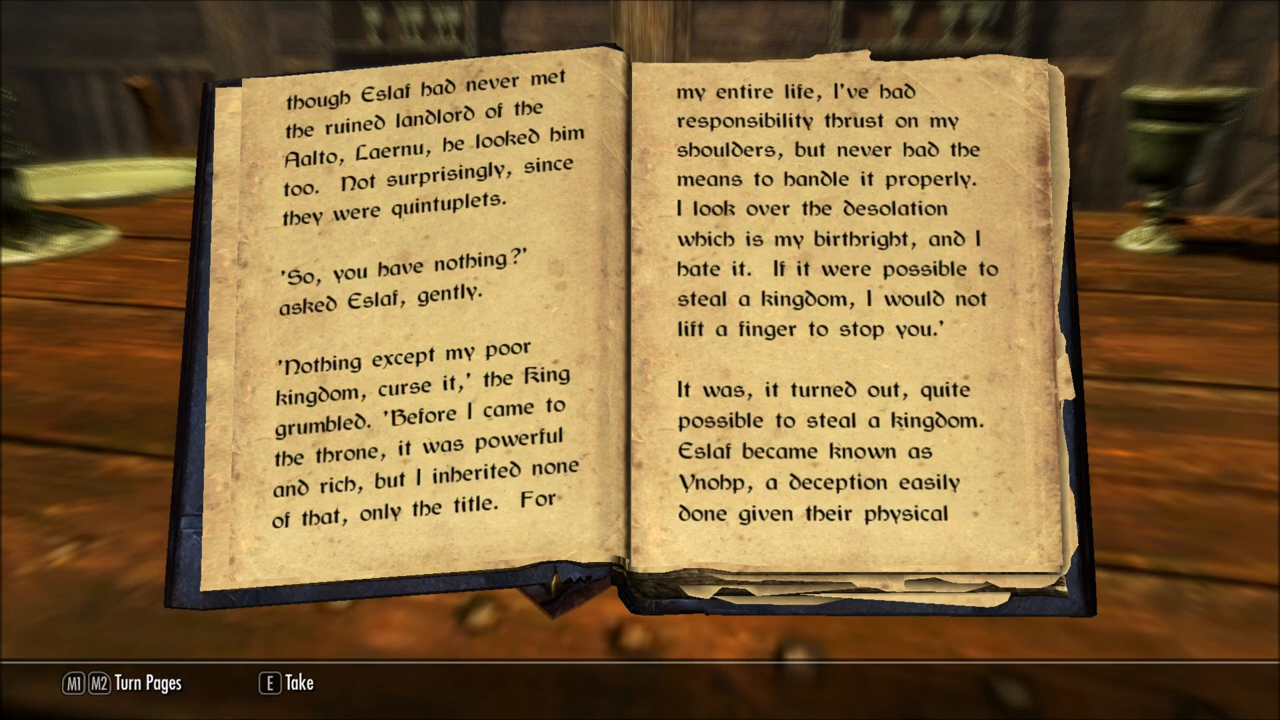 though Eslaf had never met
the ruined landlord of the
Aalto, Laernu, he looked him
too.  Not surprisingly, since
they were quintuplets.
'So, you have nothing?'
asked Eslaf, gently.
'Nothing except my poor
kingdom, curse it,' the King
grumbled. 'Before I came to
the throne, it was powerful
and rich, but I inherited none
of that, only the title.  For
my entire life, I've had
responsibility thrust on my
shoulders, but never had the
means to handle it properly.
I look over the desolation
which is my birthright, and I
hate it.  If it were possible to
steal a kingdom, I would not
lift a finger to stop you.'
It was, it turned out, quite
possible to steal a kingdom.
Eslaf became known as
Ynohp, a deception easily
done given their physical
M1 M2 Turn Pages
E Take